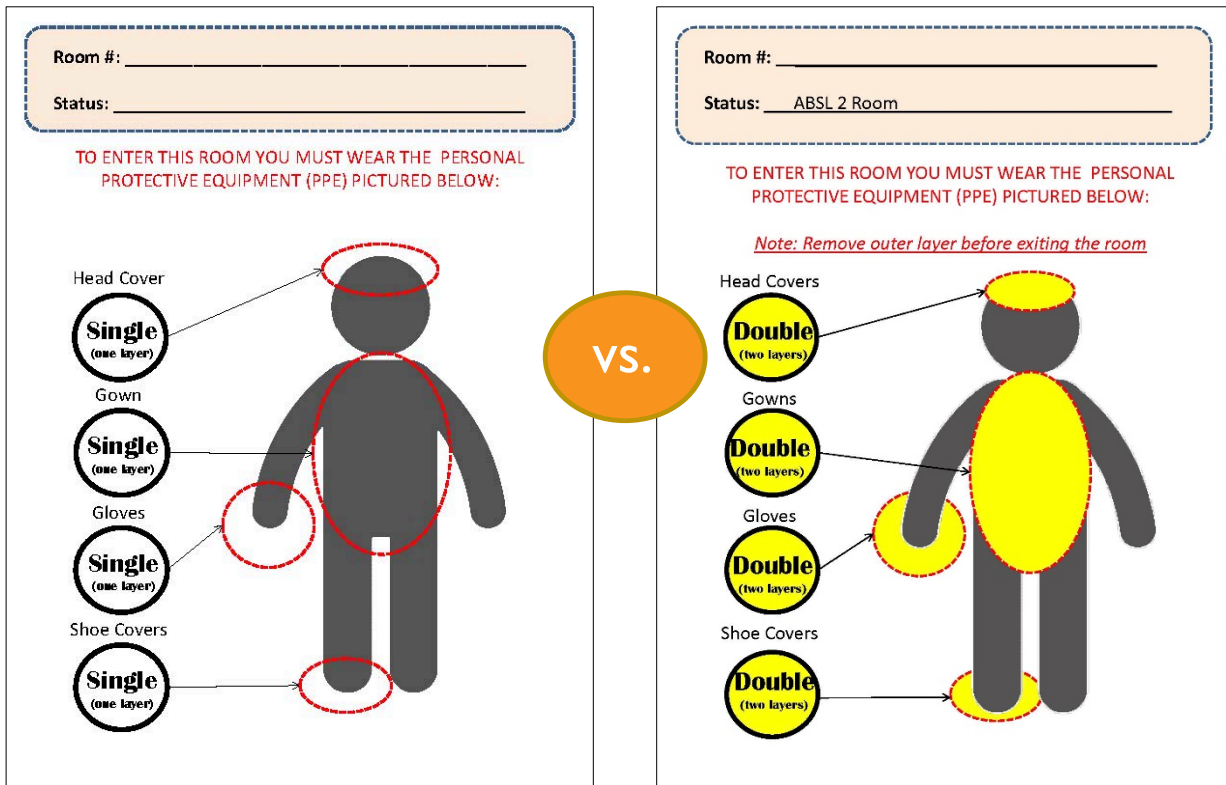 Room #:
Status:
TO ENTER THIS ROOM YOU MUST WEAR THE PERSONAL
PROTECTIVE EQUIPMENT (PPE) PICTURED BELOW:
Head Cover
Single
(one layer)
Gown
Single
(one layer)
Gloves
Single
(one layer)
Shoe Covers
Single
(one layer)
vs.
Room #:
Status: ABSL 2 Room
TO ENTER THIS ROOM YOU MUST WEAR THE PERSONAL
PROTECTIVE EQUIPMENT (PPE) PICTURED BELOW:
Note: Remove outer layer before exiting the room
Head Covers
Double
(two layers)
Gowns
Double
(two layers)
Gloves
Double
(two layers)
Shoe Covers
Double
(two layers)